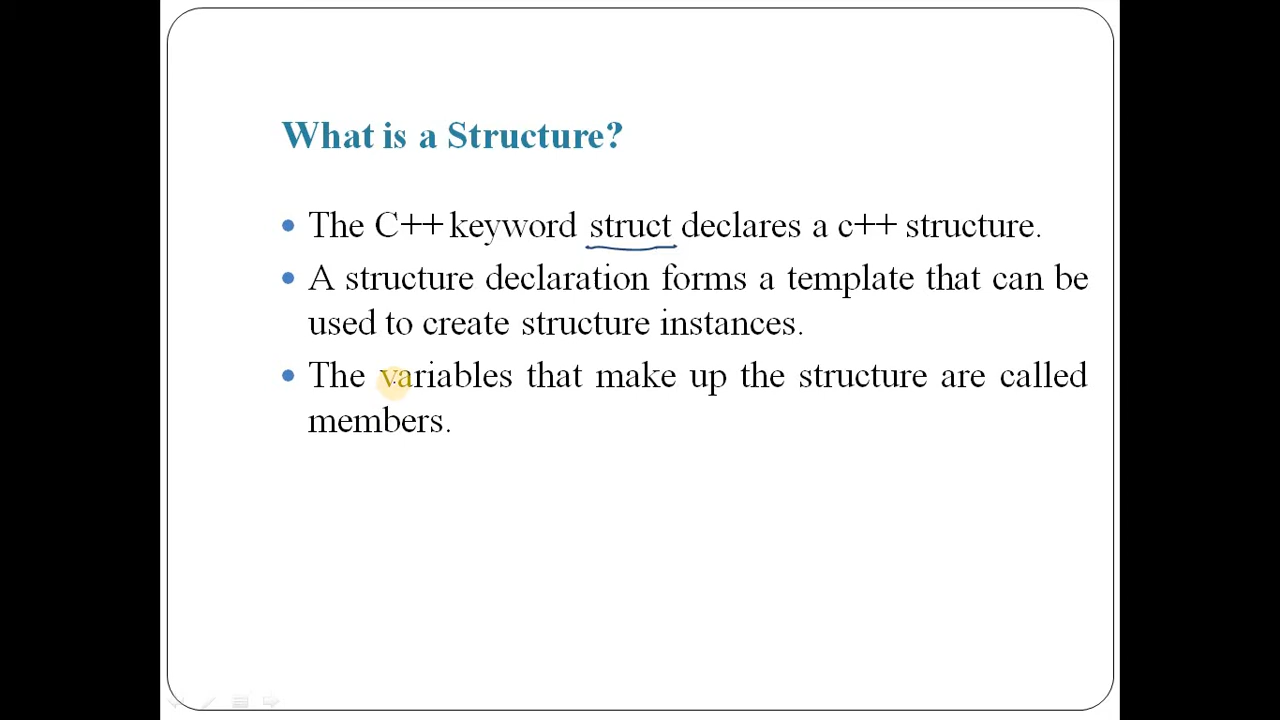 What is a Structure?
• The C++ keyword struct declares a c++ structure.
• A structure declaration forms a template that can be
used to create structure instances.
• The variables that make up the structure are called
members.